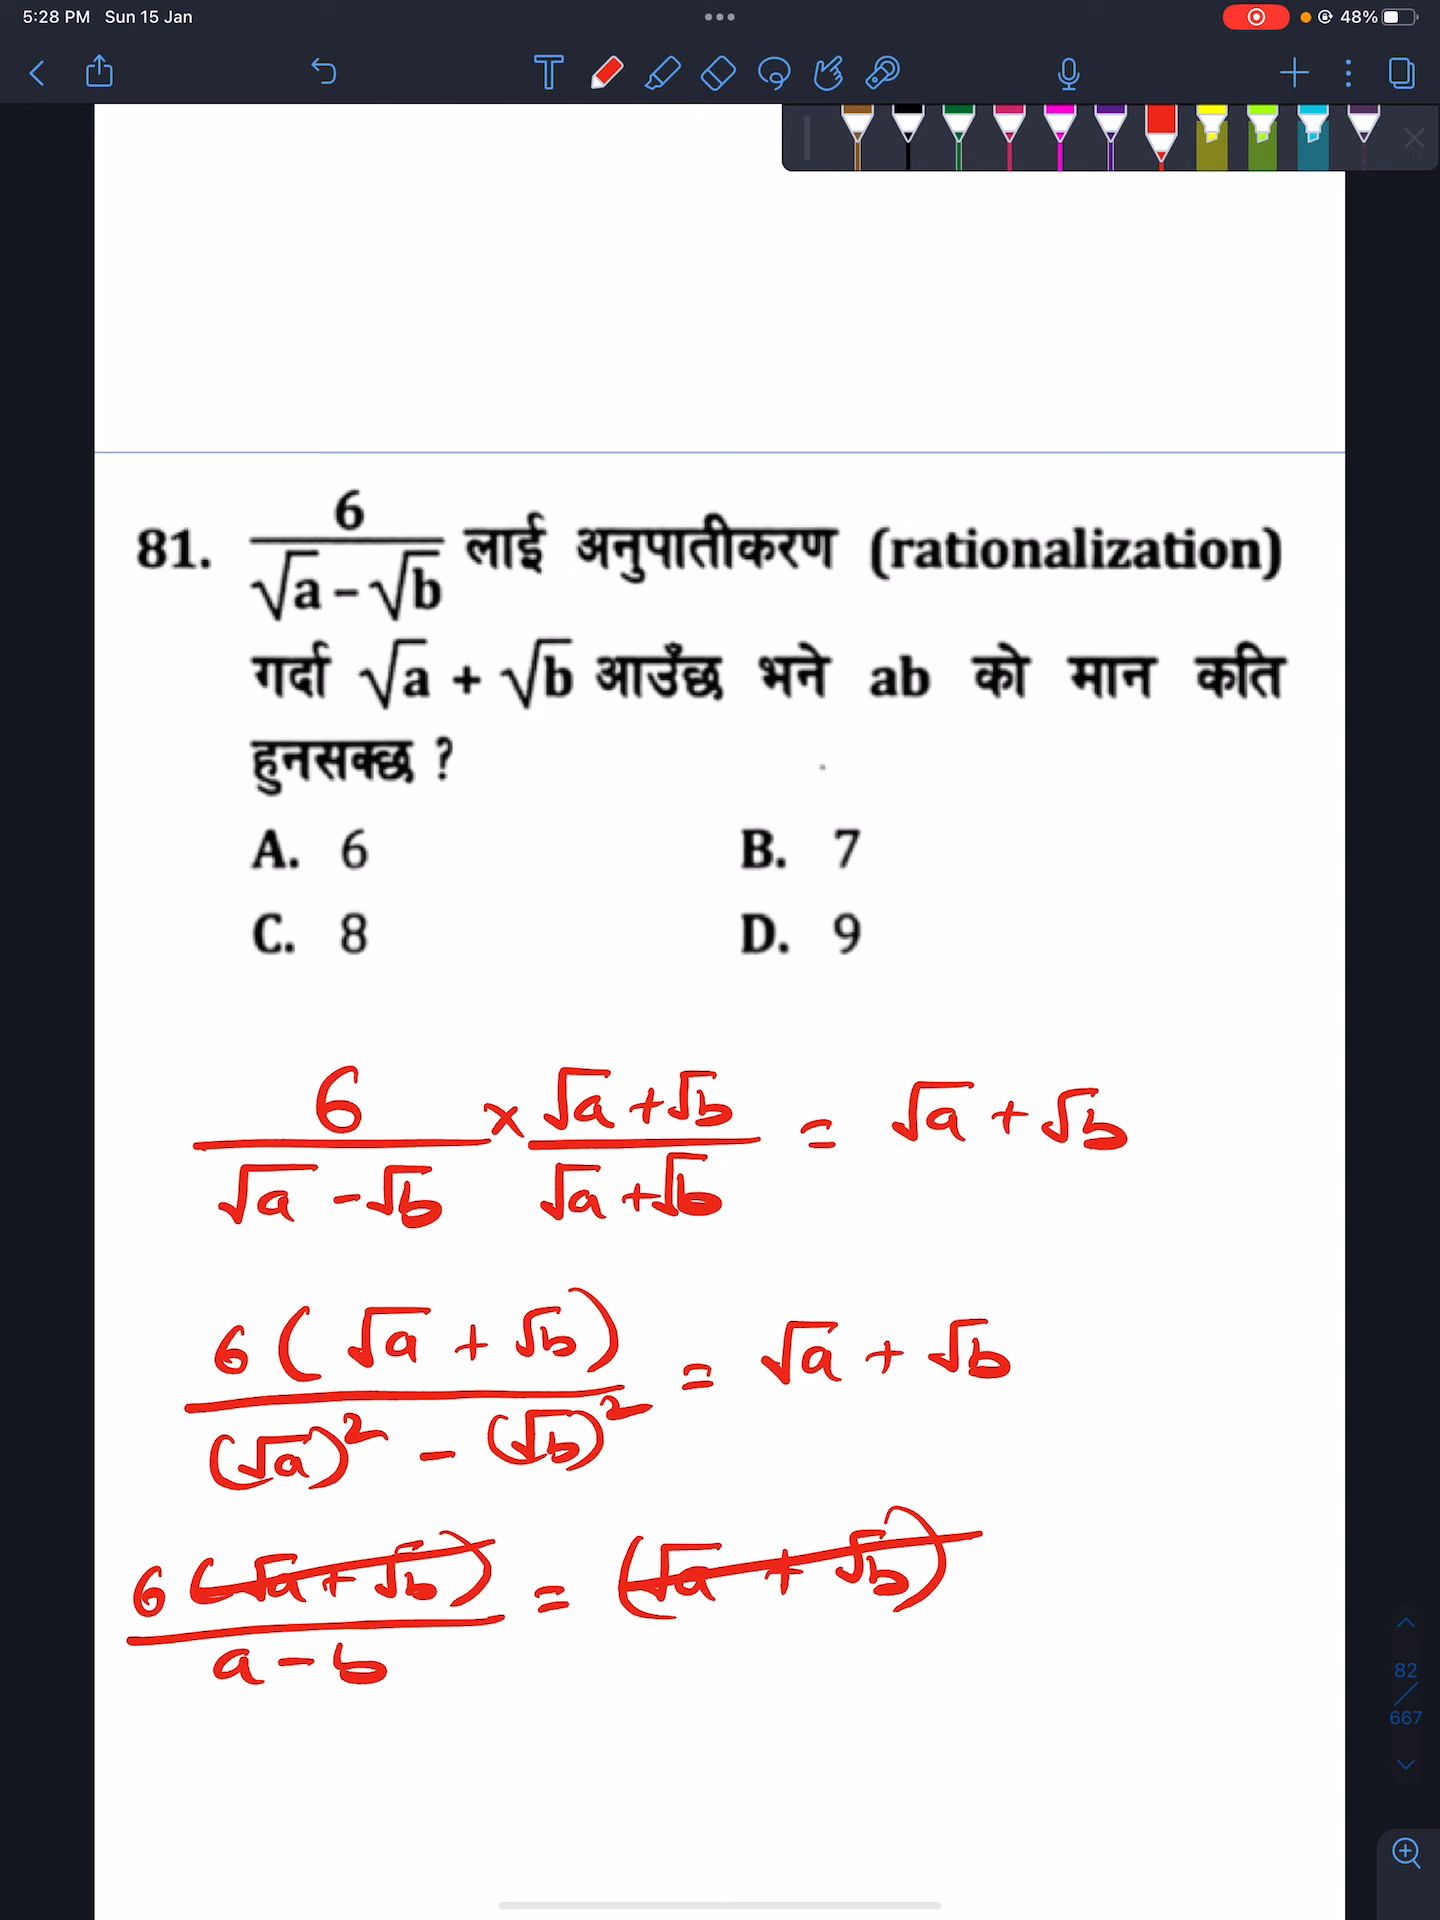 5:28 PM Sun 15 Jan
48%
81. 6/(√a – √b) लाई अनुपातीकरण (rationalization)
गर्दा √a + √b आउँछ भने ab को मान कति
हुनसक्छ ?
A. 6 B. 7
C. 8 D. 9
6/(√a – √b) × (√a + √b)/(√a + √b) = √a + √b
6(√a + √b)/((√a)² – (√b)²) = √a + √b
6(√a + √b)/(a – b) = (√a + √b)
82
/
667